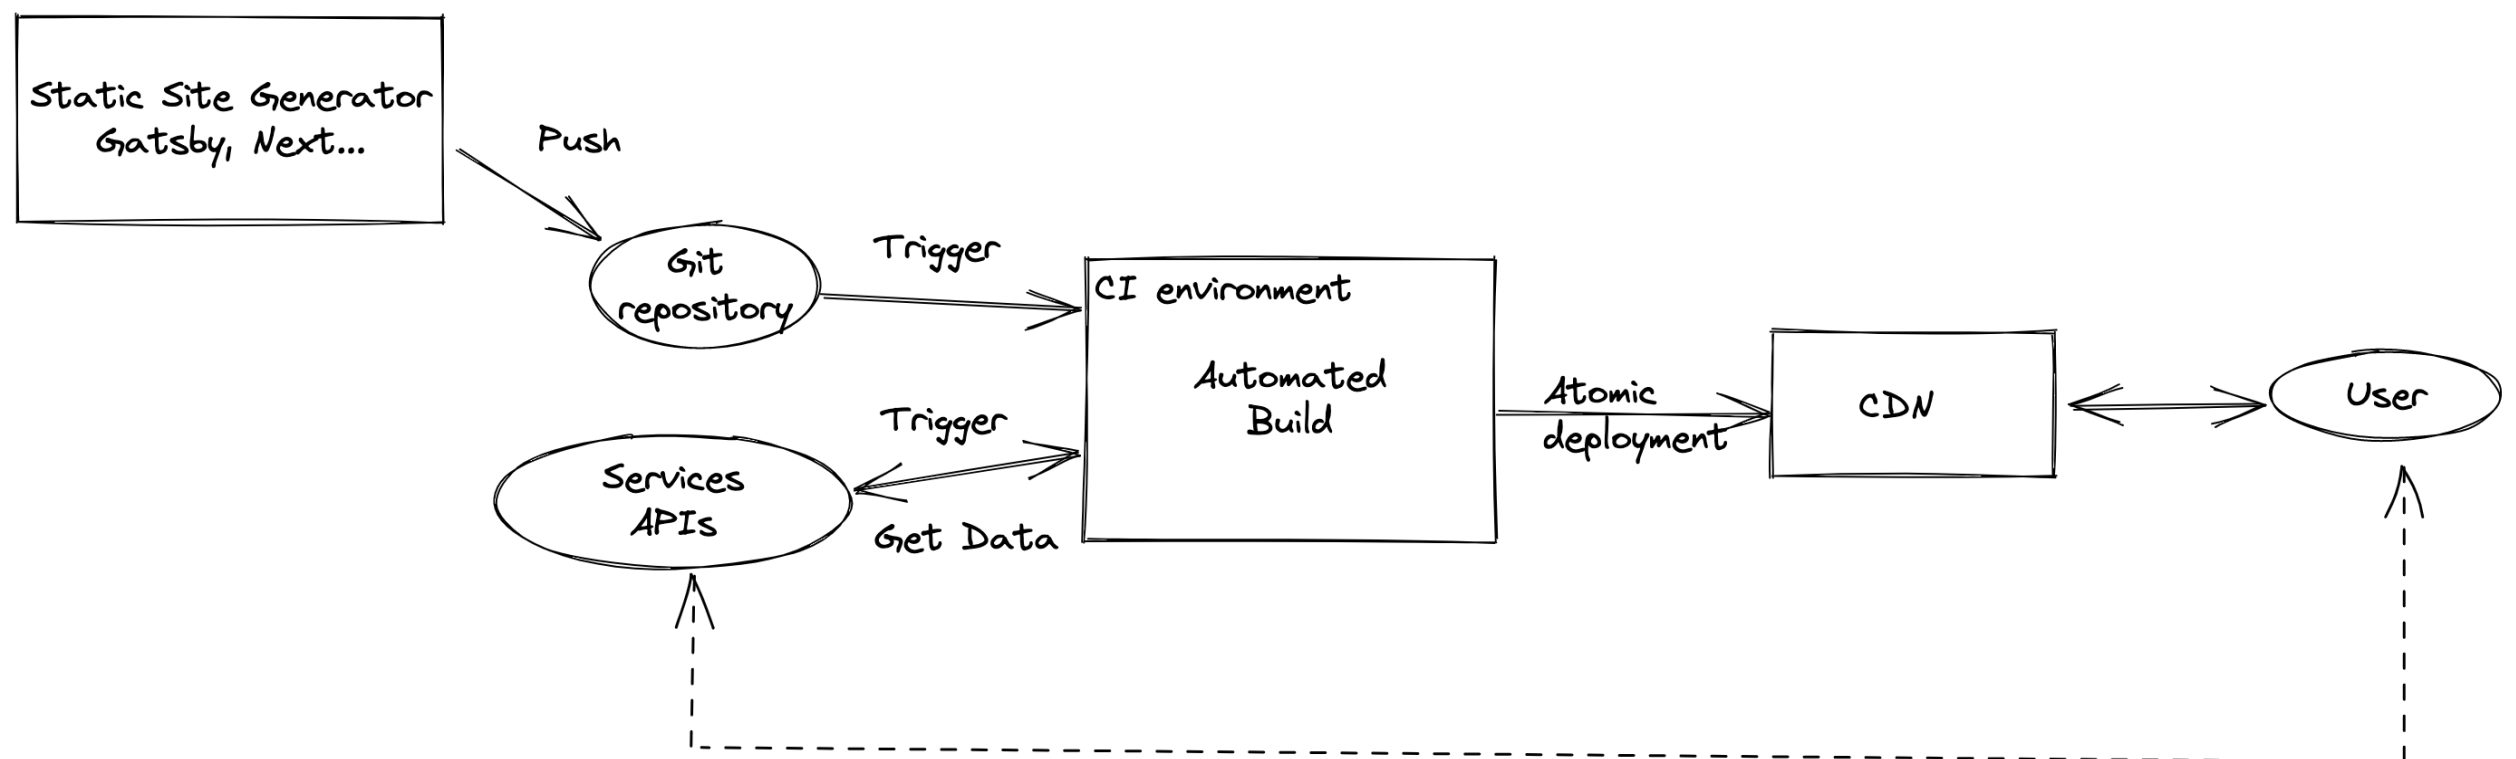 Static Site Generator
Gatsby, Next...
Push
Git
repository
Trigger
CI environment
Automated
Build
Trigger
Services
APIs
Get Data
Atomic
deployment
CDN
User